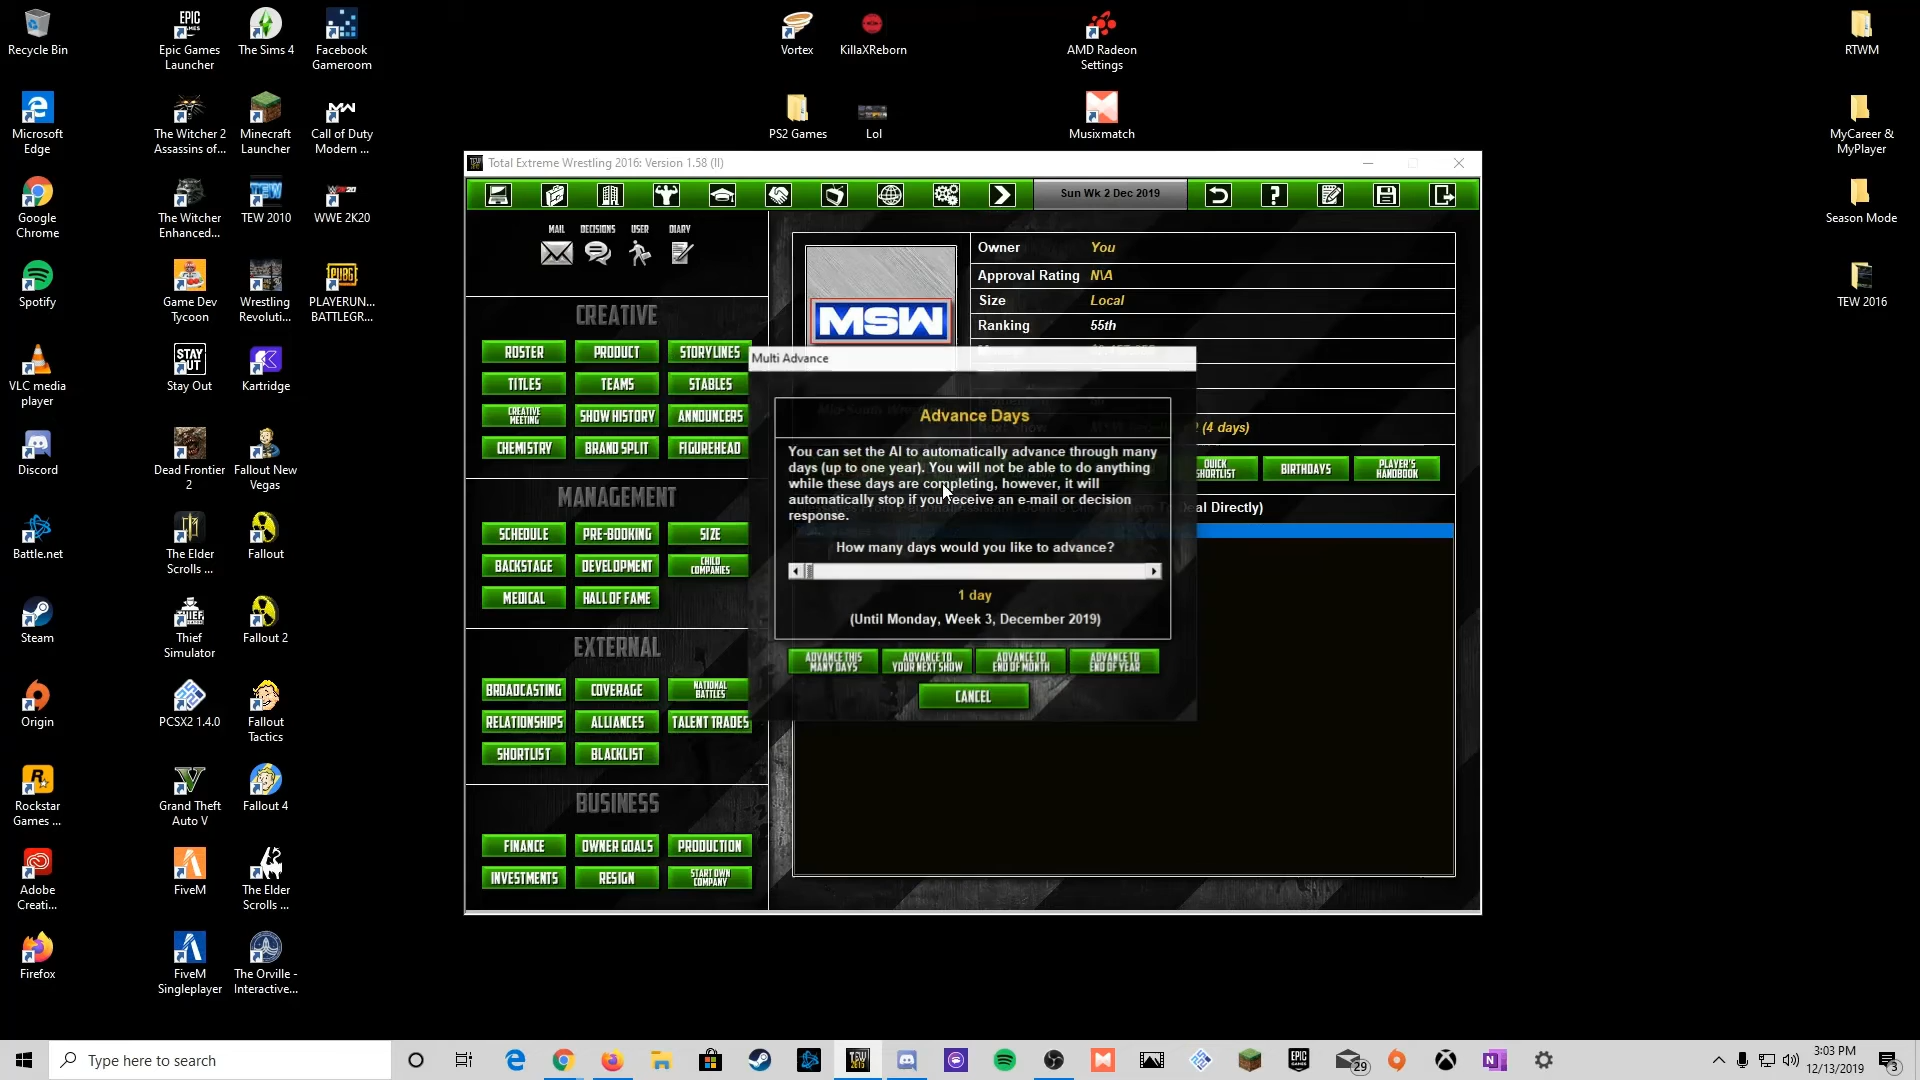 Recycle Bin
Epic Games
Launcher
The Sims 4
Facebook
Gameroom
Vortex
KillaXReborn
AMD Radeon
Settings
RTWM
Microsoft
Edge
The Witcher 2
Assassins of...
Minecraft
Launcher
Call of Duty
Modern ...
PS2 Games
Lol
Musixmatch
MyCareer &
MyPlayer
Google
Chrome
The Witcher
Enhanced...
TEW 2010
WWE 2K20
Season Mode
Spotify
Game Dev
Tycoon
Wrestling
Revoluti...
PLAYERUN...
BATTLEGR...
TEW 2016
VLC media
player
Stay Out
Kartridge
Discord
Dead Frontier
2
Fallout New
Vegas
Battle.net
The Elder
Scrolls ...
Fallout
Steam
Thief
Simulator
Fallout 2
Origin
PCSX2 1.4.0
Fallout
Tactics
Rockstar
Games ...
Grand Theft
Auto V
Fallout 4
Adobe
Creati...
FiveM
The Elder
Scrolls ...
Firefox
FiveM
Singleplayer
The Orville -
Interactive...
Total Extreme Wrestling 2016: Version 1.58 (II)
Sun Wk 2 Dec 2019
MAIL DECISIONS USER DIARY
CREATIVE
ROSTER PRODUCT STORYLINES
TITLES TEAMS STABLES
CREATIVE MEETING SHOW HISTORY ANNOUNCERS
CHEMISTRY BRAND SPLIT FIGUREHEAD
MANAGEMENT
SCHEDULE PRE-BOOKING SIZE
BACKSTAGE DEVELOPMENT CHILD COMPANIES
MEDICAL HALL OF FAME
EXTERNAL
BROADCASTING COVERAGE NATIONAL BATTLES
RELATIONSHIPS ALLIANCES TALENT TRADES
SHORTLIST BLACKLIST
BUSINESS
FINANCE OWNER GOALS PRODUCTION
INVESTMENTS RESIGN START OWN COMPANY
MSW
Owner You
Approval Rating N\A
Size Local
Ranking 55th
(4 days)
QUICK SHORTLIST BIRTHDAYS PLAYER'S HANDBOOK
eal Directly)
Multi Advance
Advance Days
You can set the AI to automatically advance through many
days (up to one year). You will not be able to do anything
while these days are completing, however, it will
automatically stop if you receive an e-mail or decision
response.
How many days would you like to advance?
1 day
(Until Monday, Week 3, December 2019)
ADVANCE THIS MANY DAYS ADVANCE TO YOUR NEXT SHOW ADVANCE TO END OF MONTH ADVANCE TO END OF YEAR
CANCEL
Type here to search
29
3:03 PM
12/13/2019
3